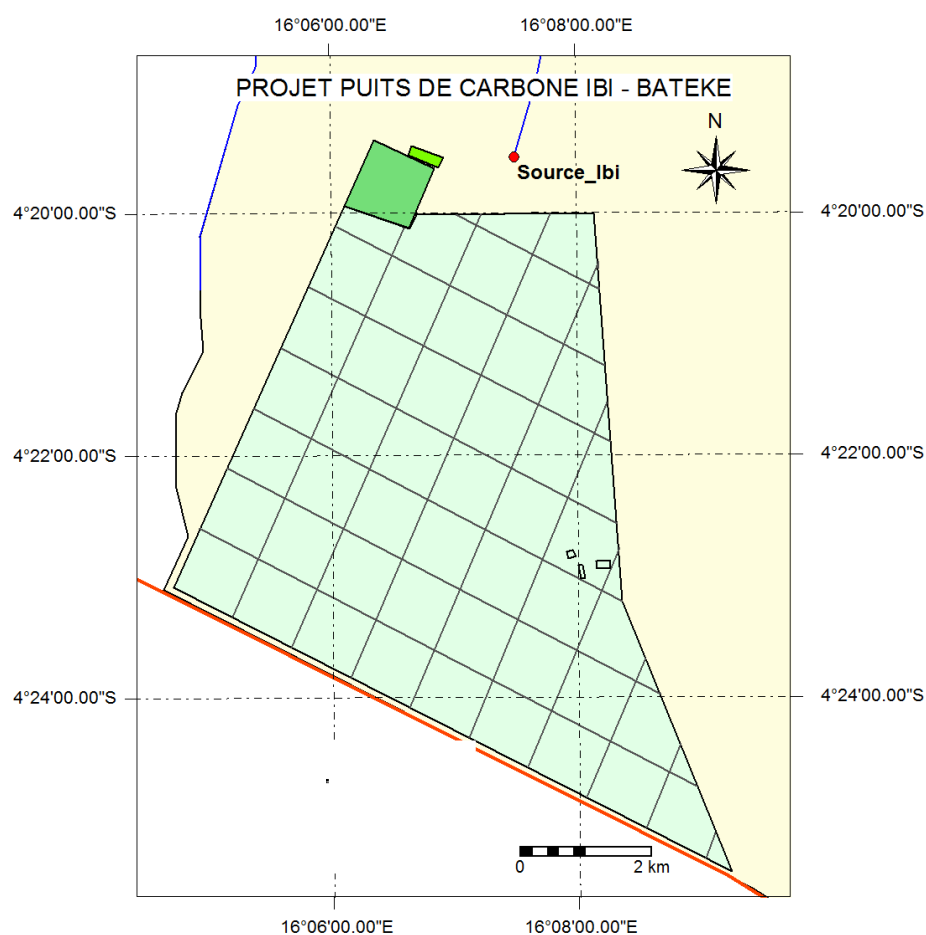 16°06'00.00"E 16°08'00.00"E
PROJET PUITS DE CARBONE IBI - BATEKE
N
Source_Ibi
4°20'00.00"S 4°20'00.00"S
4°22'00.00"S 4°22'00.00"S
4°24'00.00"S 4°24'00.00"S
0 2 km
16°06'00.00"E 16°08'00.00"E